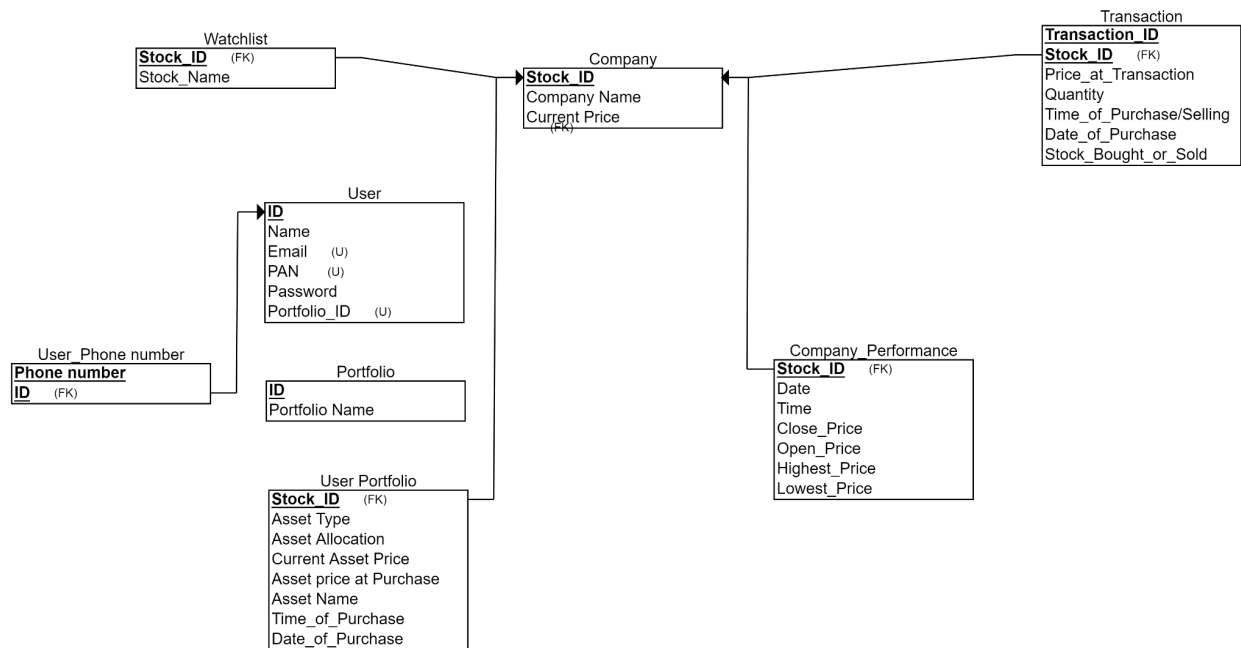 Watchlist
Stock_ID (FK)
Stock_Name
Company
Stock_ID
Company Name
Current Price
(FK)
Transaction
Transaction_ID
Stock_ID (FK)
Price_at_Transaction
Quantity
Time_of_Purchase/Selling
Date_of_Purchase
Stock_Bought_or_Sold
User
ID
Name
Email (U)
PAN (U)
Password
Portfolio_ID (U)
User_Phone number
Phone number
ID (FK)
Portfolio
ID
Portfolio Name
Company_Performance
Stock_ID (FK)
Date
Time
Close_Price
Open_Price
Highest_Price
Lowest_Price
User Portfolio
Stock_ID (FK)
Asset Type
Asset Allocation
Current Asset Price
Asset price at Purchase
Asset Name
Time_of_Purchase
Date_of_Purchase